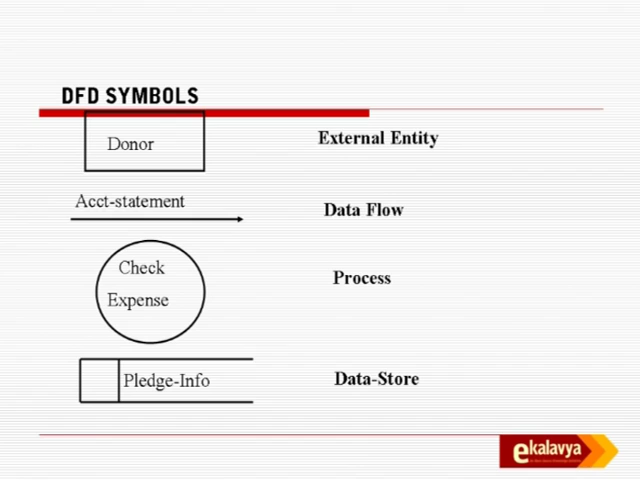 DFD SYMBOLS
Donor
External Entity
Acct-statement
Data Flow
Check
Expense
Process
Pledge-Info
Data-Store
ekalavya